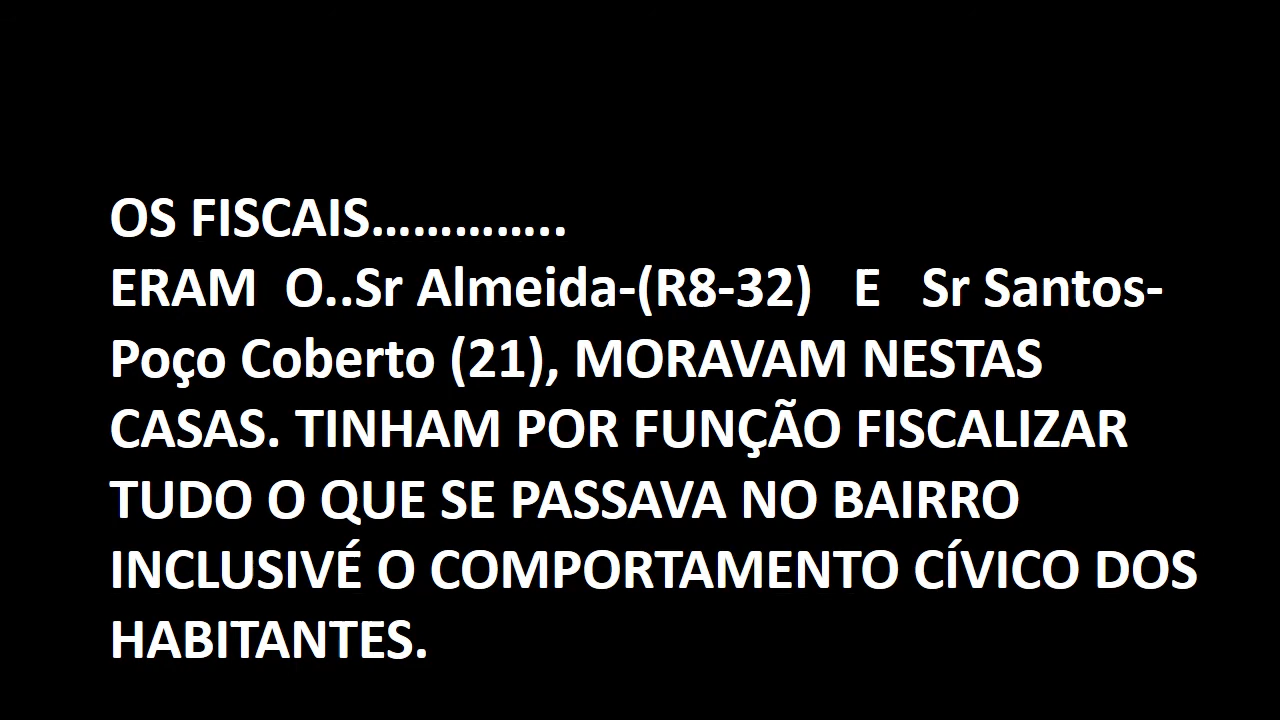 OS FISCAIS…………..
ERAM  O..Sr Almeida-(R8-32)   E   Sr Santos-
Poço Coberto (21), MORAVAM NESTAS
CASAS. TINHAM POR FUNÇÃO FISCALIZAR
TUDO O QUE SE PASSAVA NO BAIRRO
INCLUSIVÉ O COMPORTAMENTO CÍVICO DOS
HABITANTES.